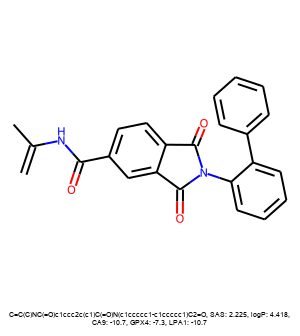 O
H
N
O
N
O
C=C(C)NC(=O)c1ccc2c(c1)C(=O)N(c1ccccc1-c1ccccc1)C2=O, SAS: 2.225, logP: 4.418,
CA9: -10.7, GPX4: -7.3, LPA1: -10.7